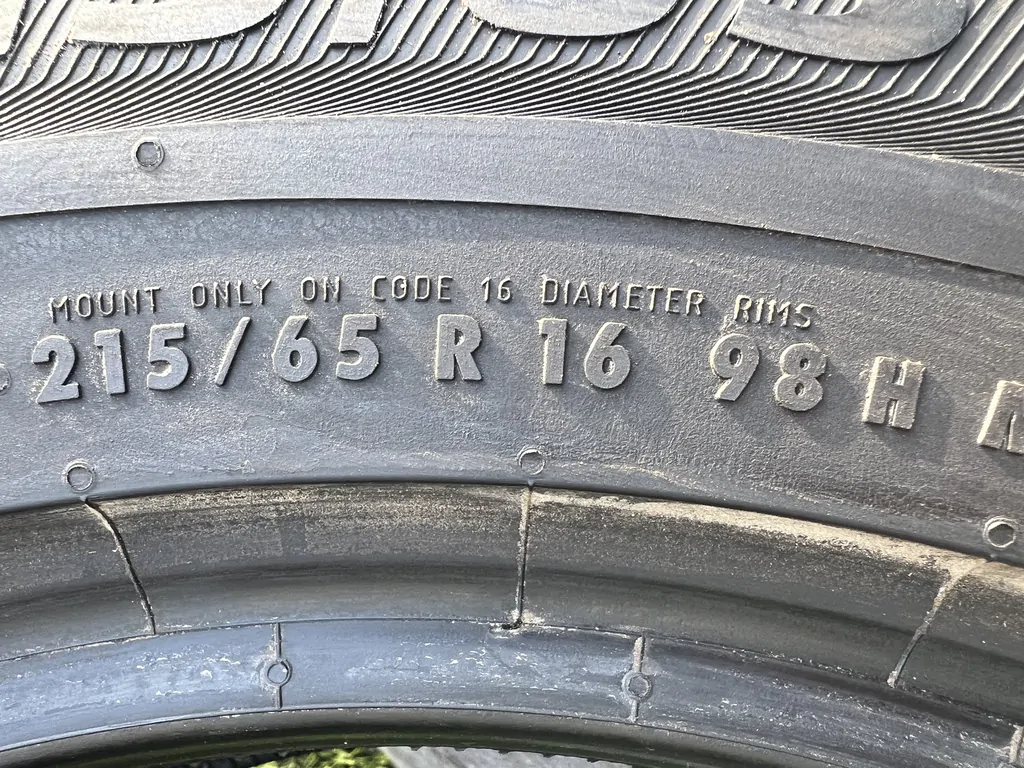 MOUNT ONLY ON CODE 16 DIAMETER RIMS
215/65 R 16 98 H